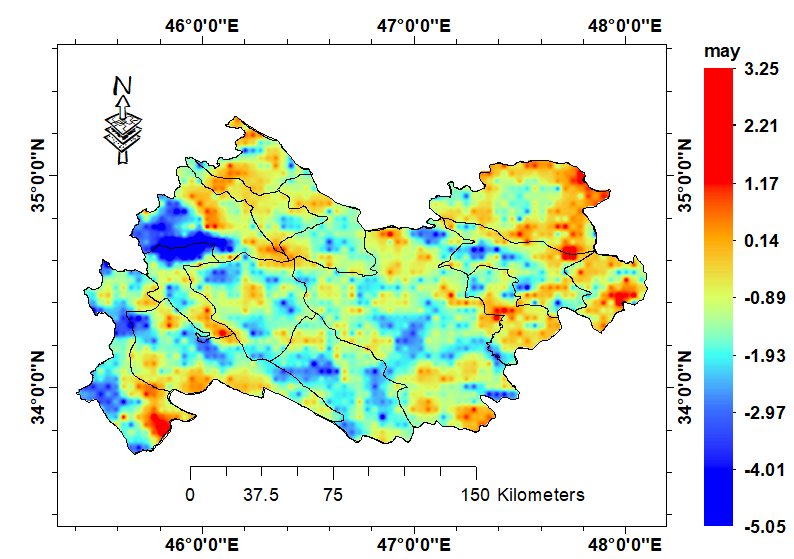 46°0'0"E 47°0'0"E 48°0'0"E
may
3.25
2.21
1.17
0.14
-0.89
-1.93
-2.97
-4.01
-5.05
N
35°0'0"N 35°0'0"N
34°0'0"N 34°0'0"N
0 37.5 75 150 Kilometers
46°0'0"E 47°0'0"E 48°0'0"E